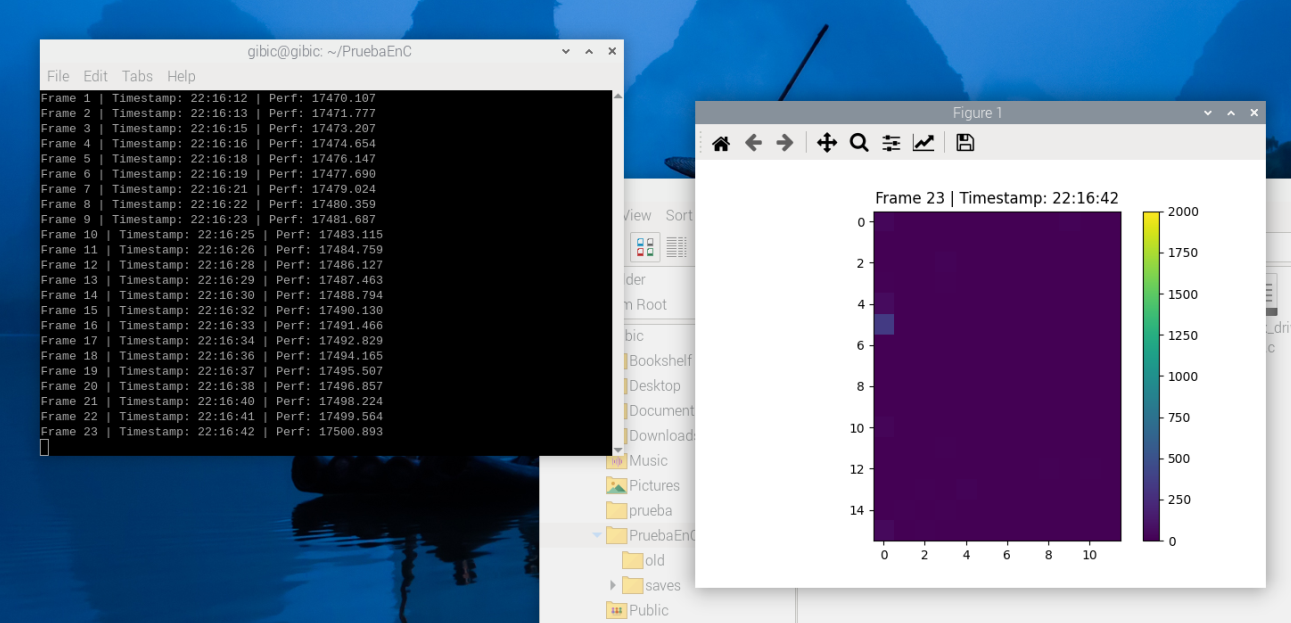 gibic@gibic: ~/PruebaEnC
File Edit Tabs Help
Frame 1 | Timestamp: 22:16:12 | Perf: 17470.107
Frame 2 | Timestamp: 22:16:13 | Perf: 17471.777
Frame 3 | Timestamp: 22:16:15 | Perf: 17473.207
Frame 4 | Timestamp: 22:16:16 | Perf: 17474.654
Frame 5 | Timestamp: 22:16:18 | Perf: 17476.147
Frame 6 | Timestamp: 22:16:19 | Perf: 17477.690
Frame 7 | Timestamp: 22:16:21 | Perf: 17479.024
Frame 8 | Timestamp: 22:16:22 | Perf: 17480.359
Frame 9 | Timestamp: 22:16:23 | Perf: 17481.687
Frame 10 | Timestamp: 22:16:25 | Perf: 17483.115
Frame 11 | Timestamp: 22:16:26 | Perf: 17484.759
Frame 12 | Timestamp: 22:16:28 | Perf: 17486.127
Frame 13 | Timestamp: 22:16:29 | Perf: 17487.463
Frame 14 | Timestamp: 22:16:30 | Perf: 17488.794
Frame 15 | Timestamp: 22:16:32 | Perf: 17490.130
Frame 16 | Timestamp: 22:16:33 | Perf: 17491.466
Frame 17 | Timestamp: 22:16:34 | Perf: 17492.829
Frame 18 | Timestamp: 22:16:36 | Perf: 17494.165
Frame 19 | Timestamp: 22:16:37 | Perf: 17495.507
Frame 20 | Timestamp: 22:16:38 | Perf: 17496.857
Frame 21 | Timestamp: 22:16:40 | Perf: 17498.224
Frame 22 | Timestamp: 22:16:41 | Perf: 17499.564
Frame 23 | Timestamp: 22:16:42 | Perf: 17500.893
View Sort
lder
m Root
bic
Bookshelf
Desktop
Document
Downloads
Music
Pictures
prueba
PruebaEnC
old
saves
Public
Figure 1
Frame 23 | Timestamp: 22:16:42
0
2
4
6
8
10
12
14
0 2 4 6 8 10
2000
1750
1500
1250
1000
750
500
250
0
c